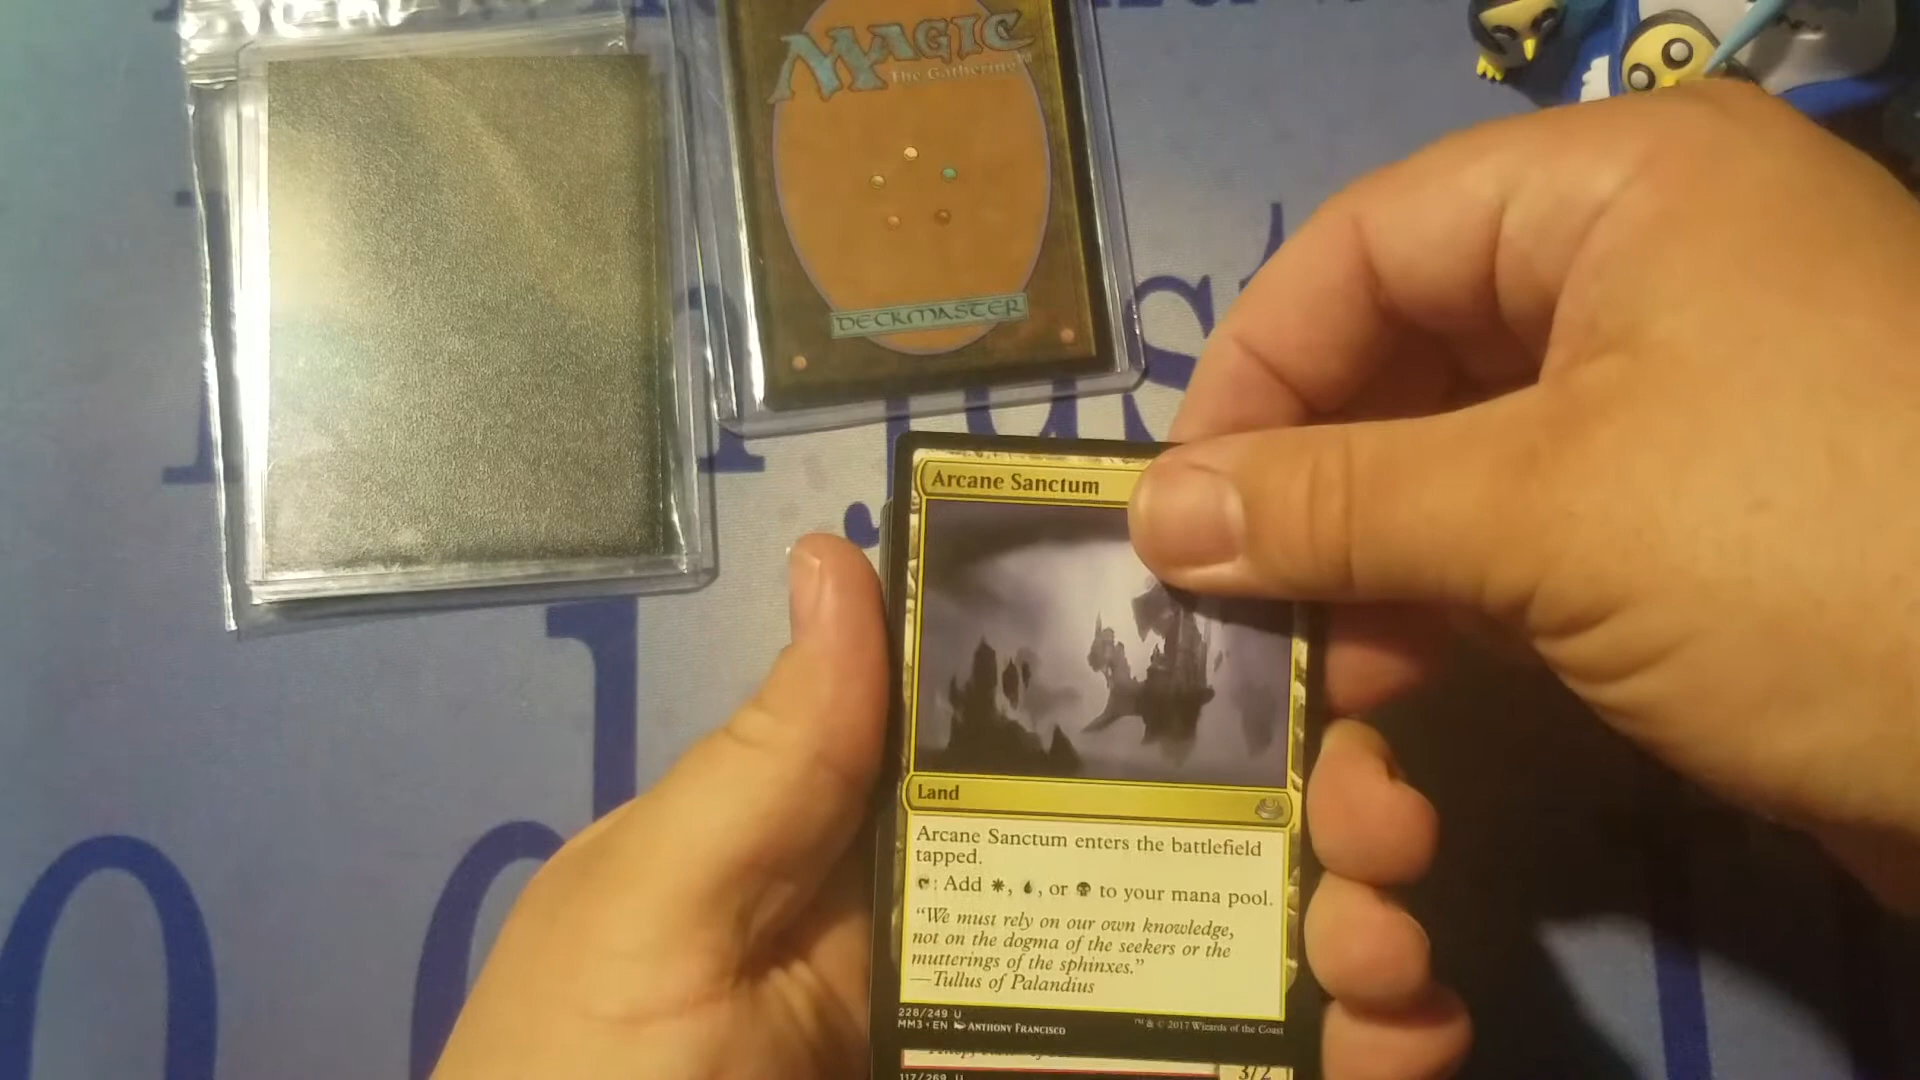 MAGIC
The Gathering
DECKMASTER
Arcane Sanctum
Land
Arcane Sanctum enters the battlefield
tapped.
: Add , , or to your mana pool.
“We must rely on our own knowledge,
not on the dogma of the seekers or the
mutterings of the sphinxes.”
—Tullus of Palandius
228/249 U
MM3 • EN ANTHONY FRANCISCO
™ & © 2017 Wizards of the Coast
3/2
117/269 U